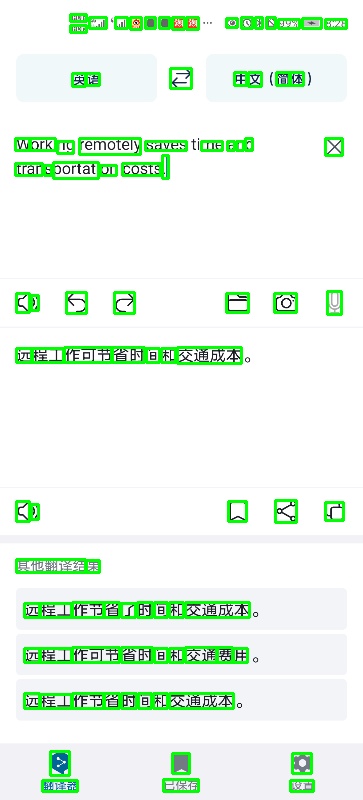 英语
中文（简体）
Working remotely saves time and
transportation costs.
远程工作可节省时间和交通成本。
其他翻译结果
远程工作节省了时间和交通成本。
远程工作可节省时间和交通费用。
远程工作节省时间和交通成本。
翻译器
已保存
设置